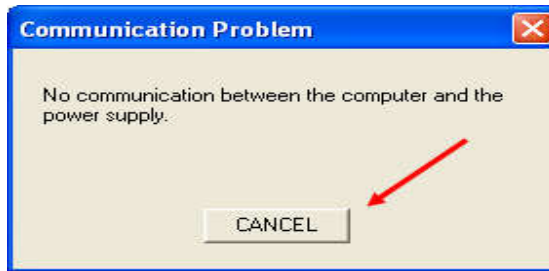 Communication Problem
No communication between the computer and the
power supply.
CANCEL